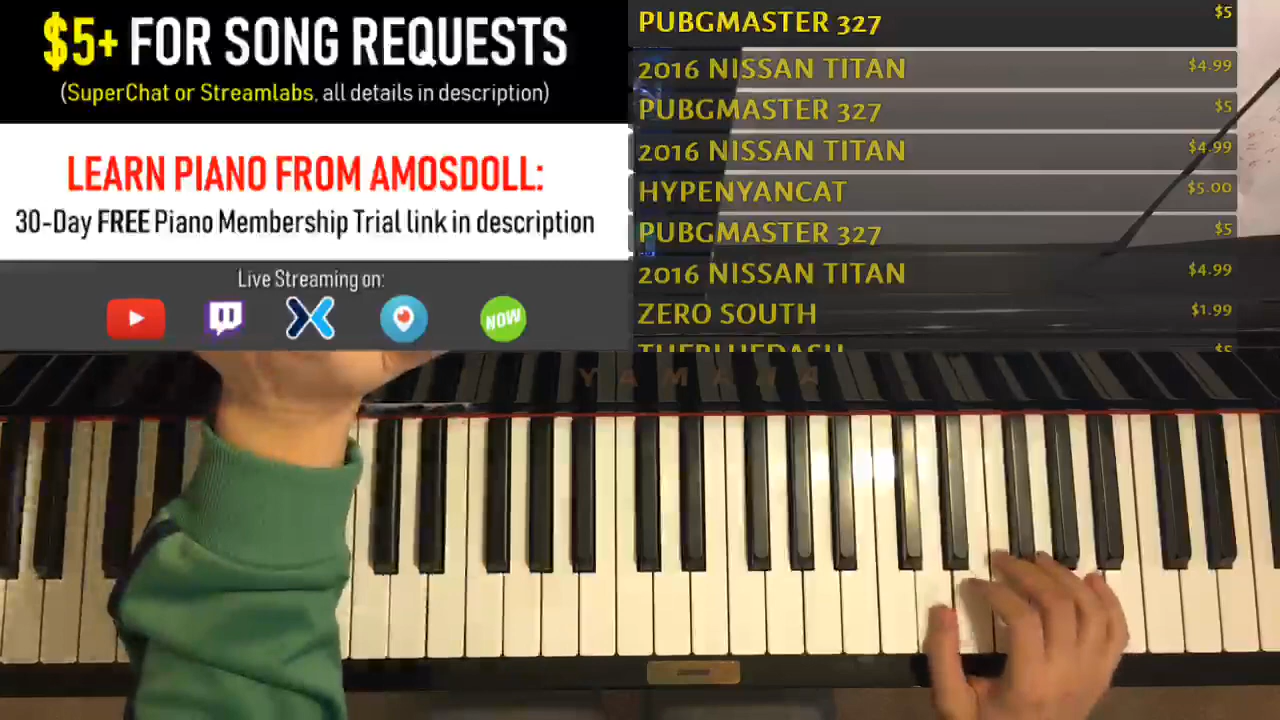 $5+ FOR SONG REQUESTS
(SuperChat or Streamlabs, all details in description)
LEARN PIANO FROM AMOSDOLL:
30-Day FREE Piano Membership Trial link in description
Live Streaming on:
NOW
PUBGMASTER 327 $5
2016 NISSAN TITAN $4.99
PUBGMASTER 327 $5
2016 NISSAN TITAN $4.99
HYPENYANCAT $5.00
PUBGMASTER 327 $5
2016 NISSAN TITAN $4.99
ZERO SOUTH $1.99
THEBLUEDASH $5
YAMAHA